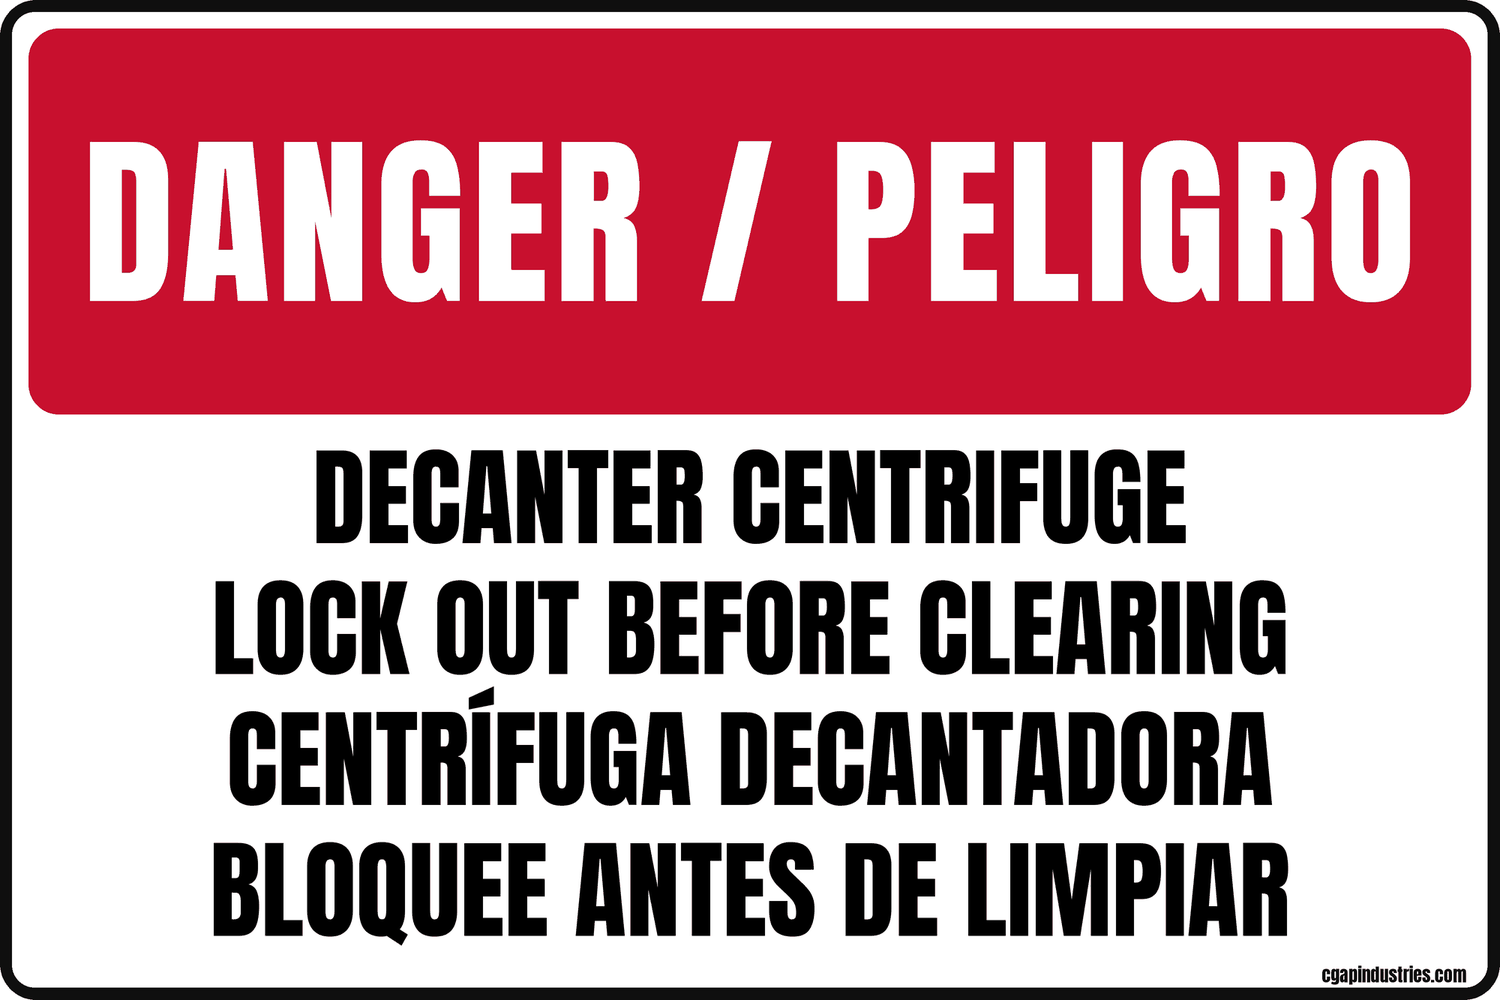 DANGER / PELIGRO
DECANTER CENTRIFUGE
LOCK OUT BEFORE CLEARING
CENTRÍFUGA DECANTADORA
BLOQUEE ANTES DE LIMPIAR
cgapindustries.com